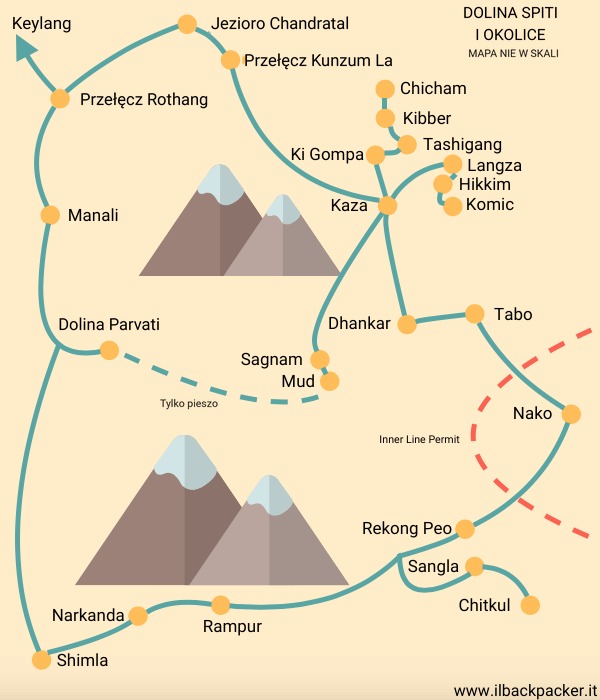 Keylang
Jezioro Chandratal
DOLINA SPITI
I OKOLICE
MAPA NIE W SKALI
Przełęcz Kunzum La
Przełęcz Rothang
Chicham
Kibber
Tashigang
Ki Gompa
Langza
Hikkim
Komic
Kaza
Manali
Dolina Parvati
Dhankar
Tabo
Sagnam
Mud
Tylko pieszo
Nako
Inner Line Permit
Rekong Peo
Sangla
Chitkul
Narkanda
Rampur
Shimla
www.ilbackpacker.it